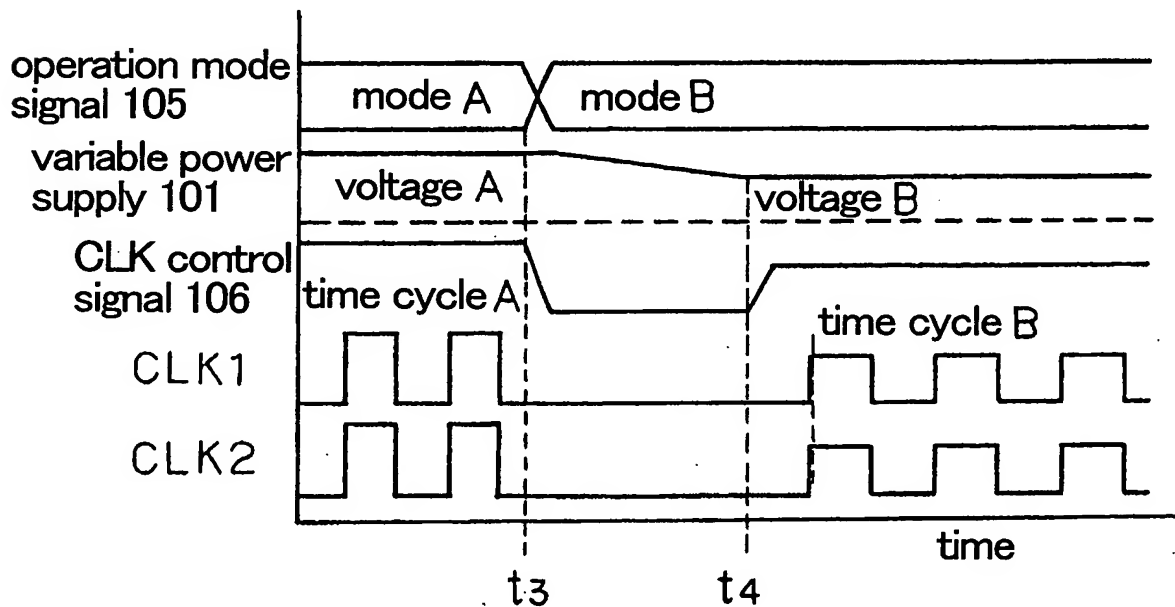 operation mode
signal 105
mode A
mode B
variable power
supply 101
voltage A
voltage B
CLK control
signal 106
time cycle A
time cycle B
CLK1
CLK2
time
t3
t4